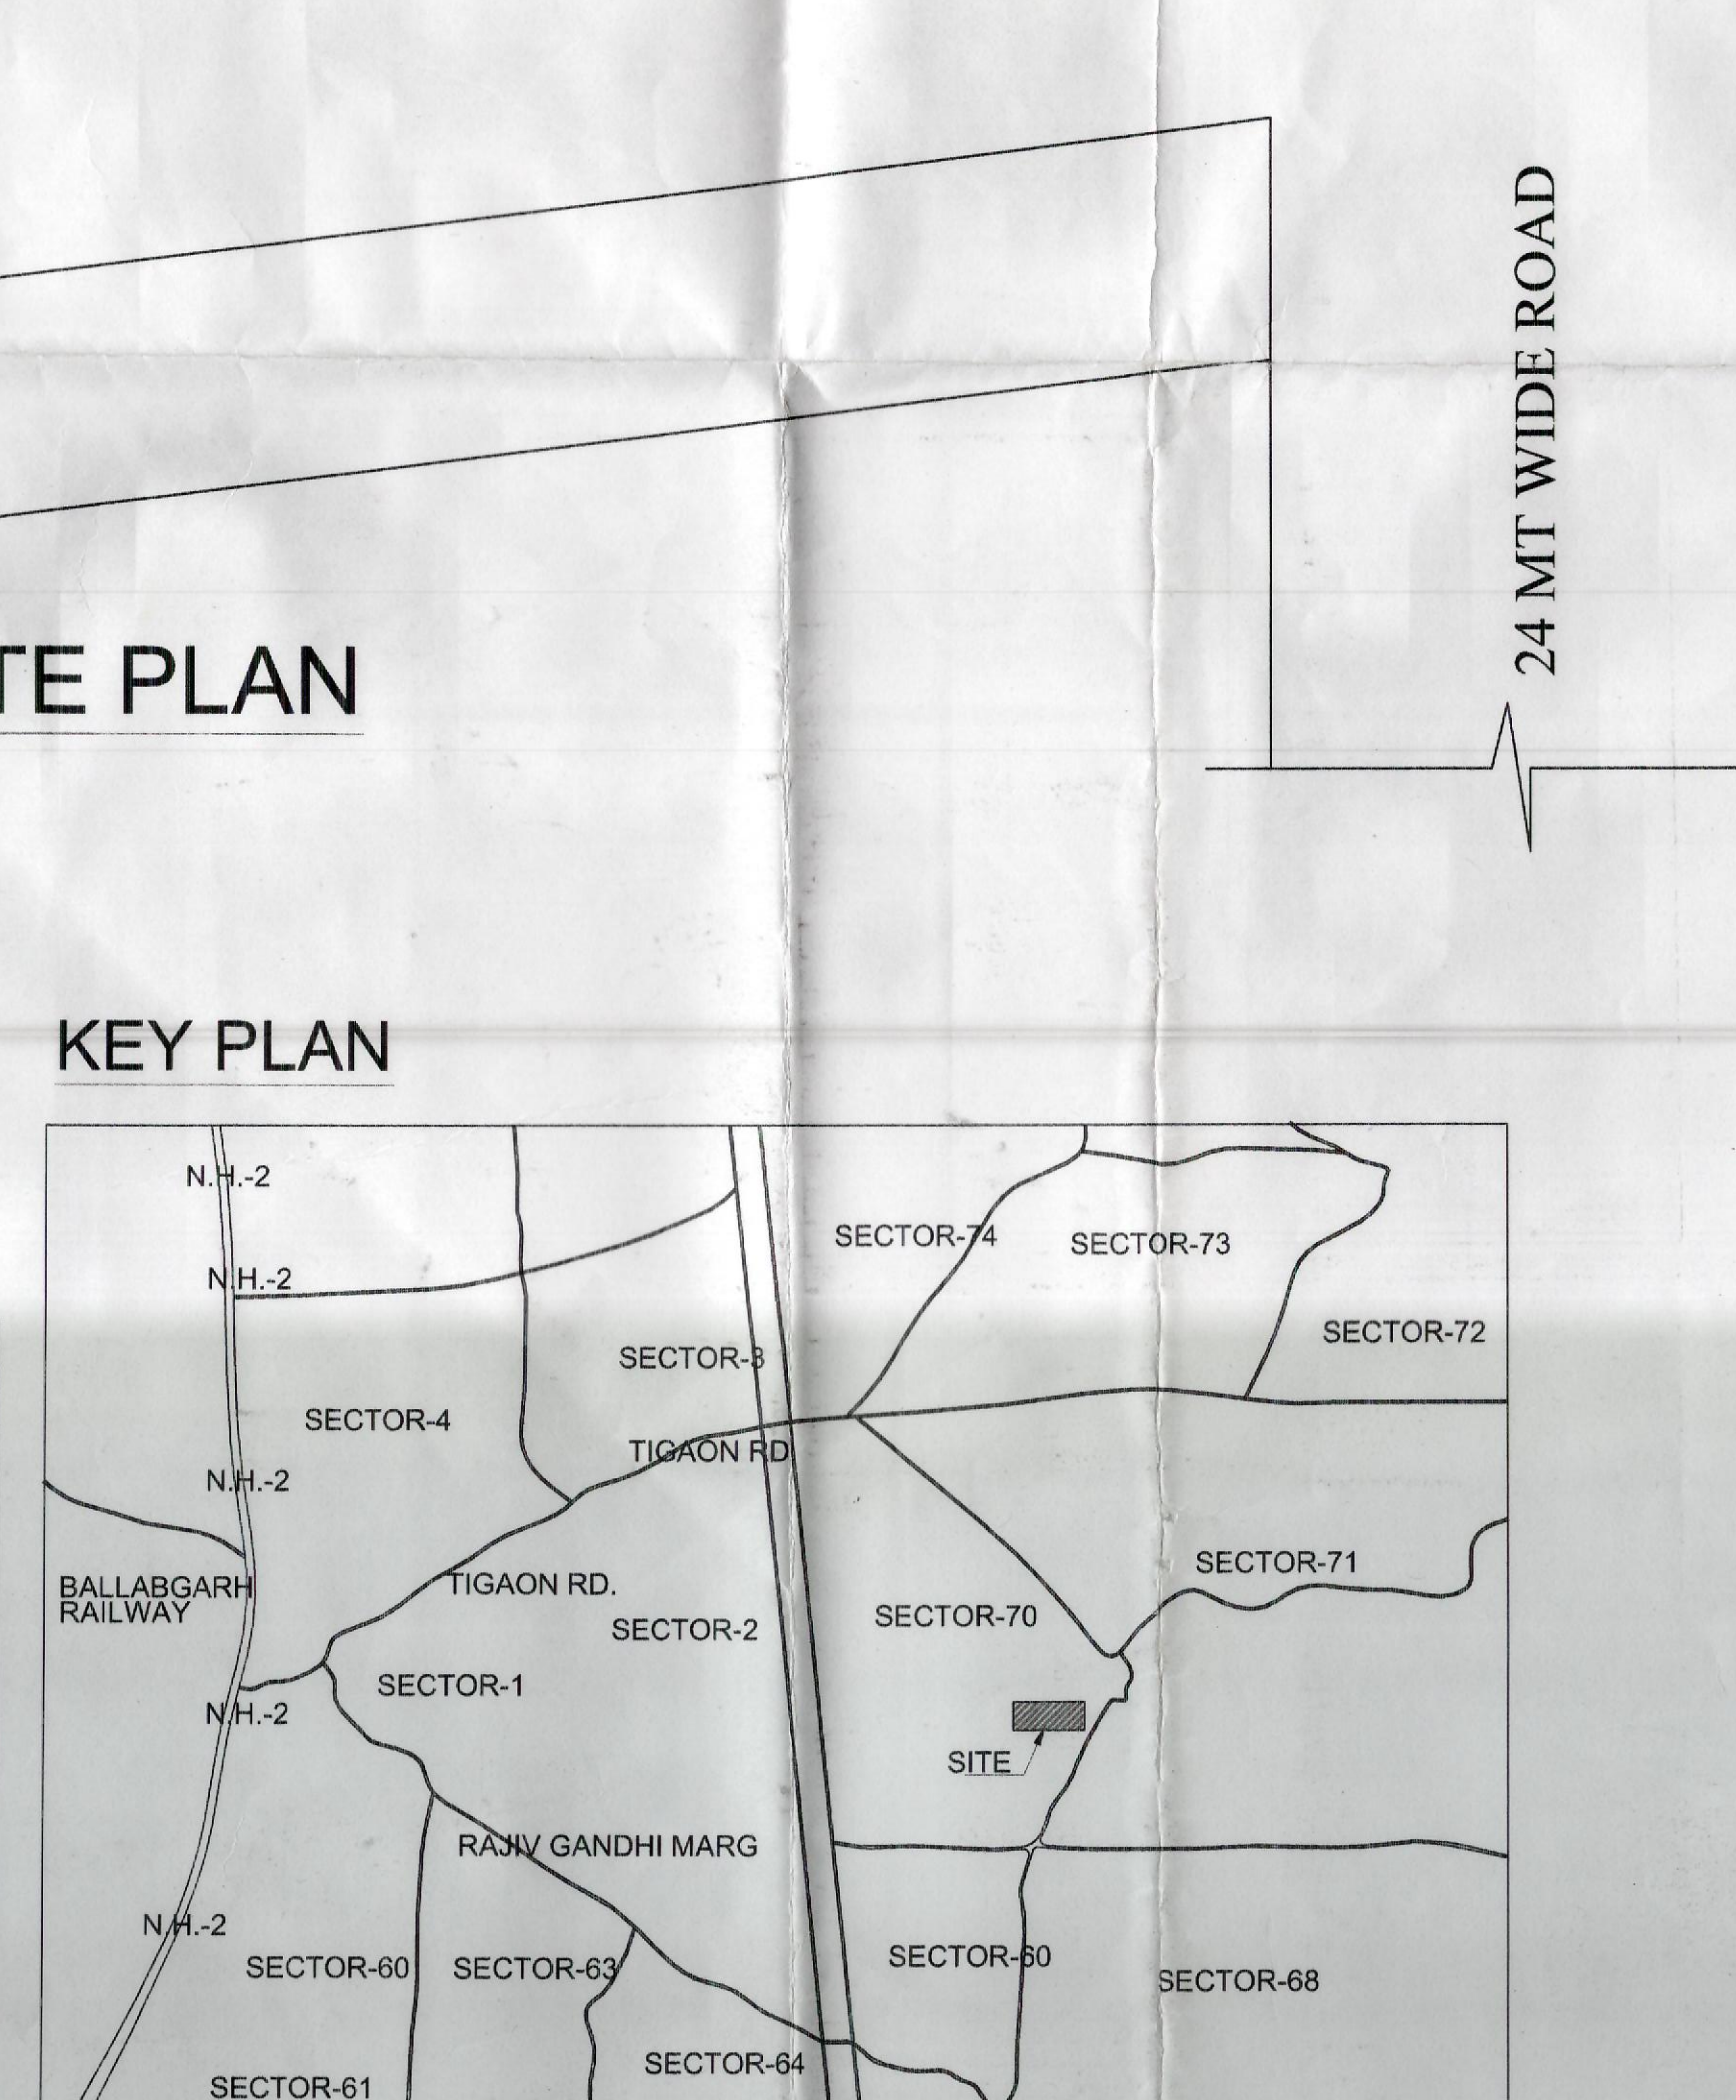 24 MT WIDE ROAD
TE PLAN
KEY PLAN
N.H.-2
SECTOR-74
SECTOR-73
N.H.-2
SECTOR-72
SECTOR-3
SECTOR-4
TIGAON RD
N.H.-2
SECTOR-71
BALLABGARH
RAILWAY
TIGAON RD.
SECTOR-70
SECTOR-2
SECTOR-1
N.H.-2
SITE
RAJIV GANDHI MARG
N.H.-2
SECTOR-60
SECTOR-60
SECTOR-63
SECTOR-68
SECTOR-64
SECTOR-61